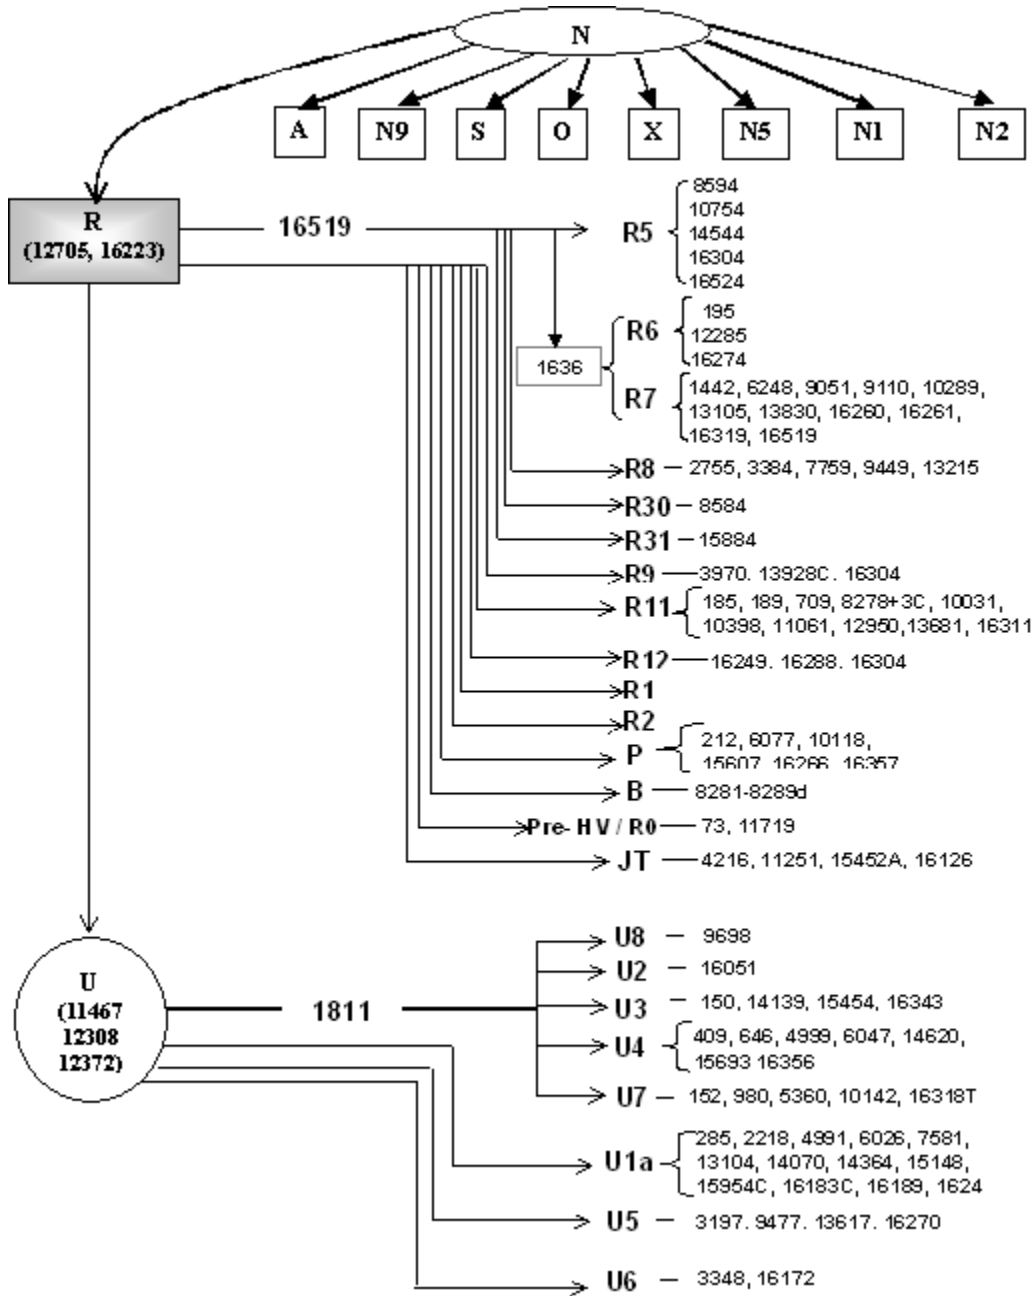 N
A N9 S O X N5 N1 N2
R
(12705, 16223)
16519
R5
8594
10754
14544
16304
16524
1636
R6
195
12285
16274
R7
1442, 6248, 9051, 9110, 10289,
13105, 13830, 16260, 16261,
16319, 16519
R8 – 2755, 3384, 7759, 9449, 13215
R30 – 8584
R31 – 15884
R9 — 3970. 13928C. 16304
R11
185, 189, 709, 8278+3C, 10031,
10398, 11061, 12950,13681, 16311
R12 — 16249. 16288. 16304
R1
R2
P
212, 6077, 10118,
15607, 16266, 16357
B — 8281-8289d
Pre-HV / R0 — 73, 11719
JT — 4216, 11251, 15452A, 16126
U
(11467
12308
12372)
1811
U8 – 9698
U2 – 16051
U3 – 150, 14139, 15454, 16343
U4
409, 646, 4999, 6047, 14620,
15693 16356
U7 – 152, 980, 5360, 10142, 16318T
U1a
285, 2218, 4991, 6026, 7581,
13104, 14070, 14364, 15148,
15954C, 16183C, 16189, 1624
U5 – 3197. 9477. 13617. 16270
U6 – 3348, 16172